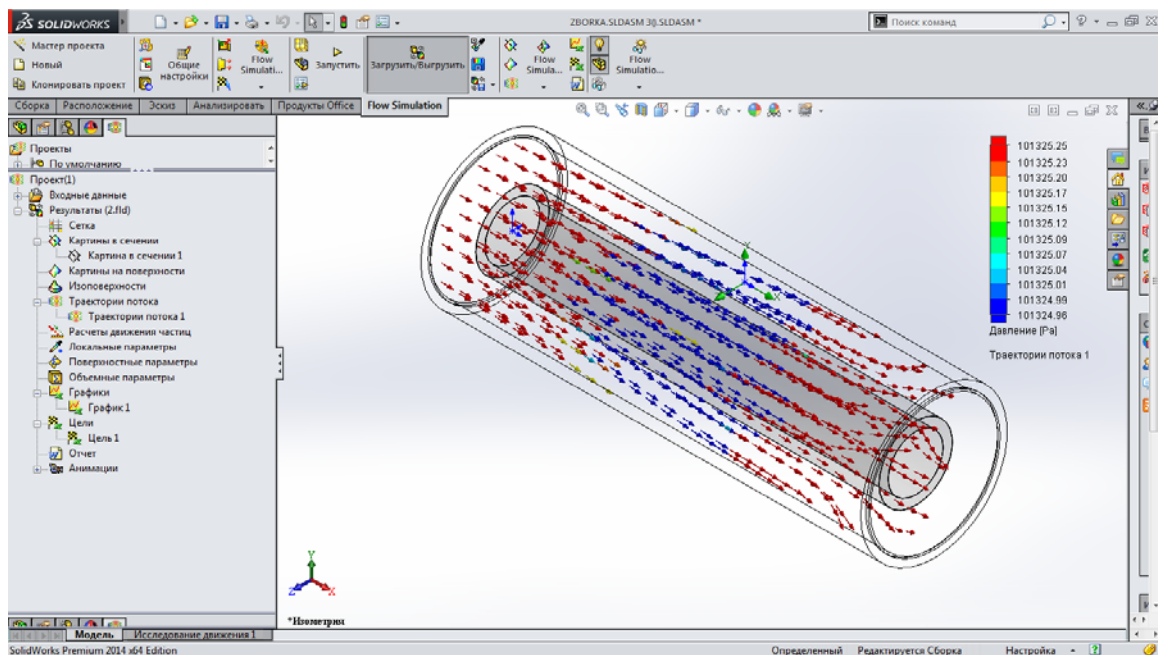 SOLIDWORKS
ZBORKA.SLDASM 30.SLDASM *
Поиск команд
Мастер проекта
Новый
Клонировать проект
Общие настройки
Flow Simulati...
Запустить
Загрузить/Выгрузить
Flow Simula...
Flow Simulatio...
Сборка Расположение Эскиз Анализировать Продукты Office Flow Simulation
Проекты
По умолчанию
Проект(1)
Входные данные
Результаты (2.fld)
Сетка
Картины в сечении
Картина в сечении 1
Картины на поверхности
Изоповерхности
Траектории потока
Траектории потока 1
Расчеты движения частиц
Локальные параметры
Поверхностные параметры
Объемные параметры
Графики
График 1
Цели
Цель 1
Отчет
Анимации
101325.25
101325.23
101325.20
101325.17
101325.15
101325.12
101325.09
101325.07
101325.04
101325.01
101324.99
101324.96
Давление [Pa]
Траектории потока 1
Y
X
Y
Z
X
*Изометрия
Модель Исследование движения 1
SolidWorks Premium 2014 x64 Edition
Определенный Редактируется Сборка Настройка